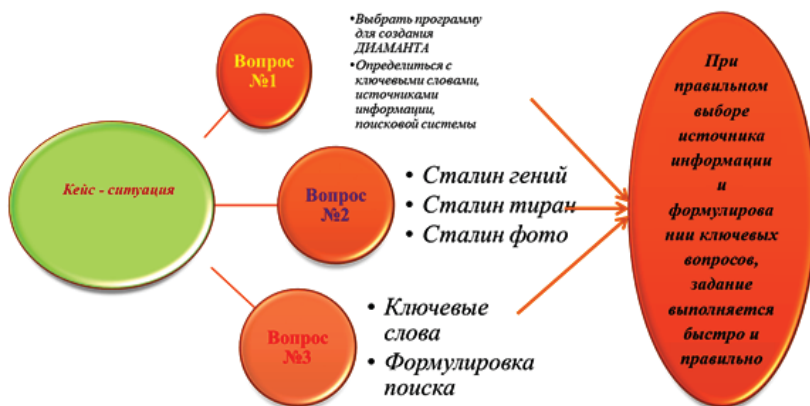 Кейс - ситуация
Вопрос
№1
•Выбрать программу
для создания
ДИАМАНТА
•Определиться с
ключевыми словами,
источниками
информации,
поисковой системы
Вопрос
№2
• Сталин гений
• Сталин тиран
• Сталин фото
Вопрос
№3
• Ключевые
слова
• Формулировка
поиска
При
правильном
выборе
источника
информации
и
формулирова
нии ключевых
вопросов,
задание
выполняется
быстро и
правильно